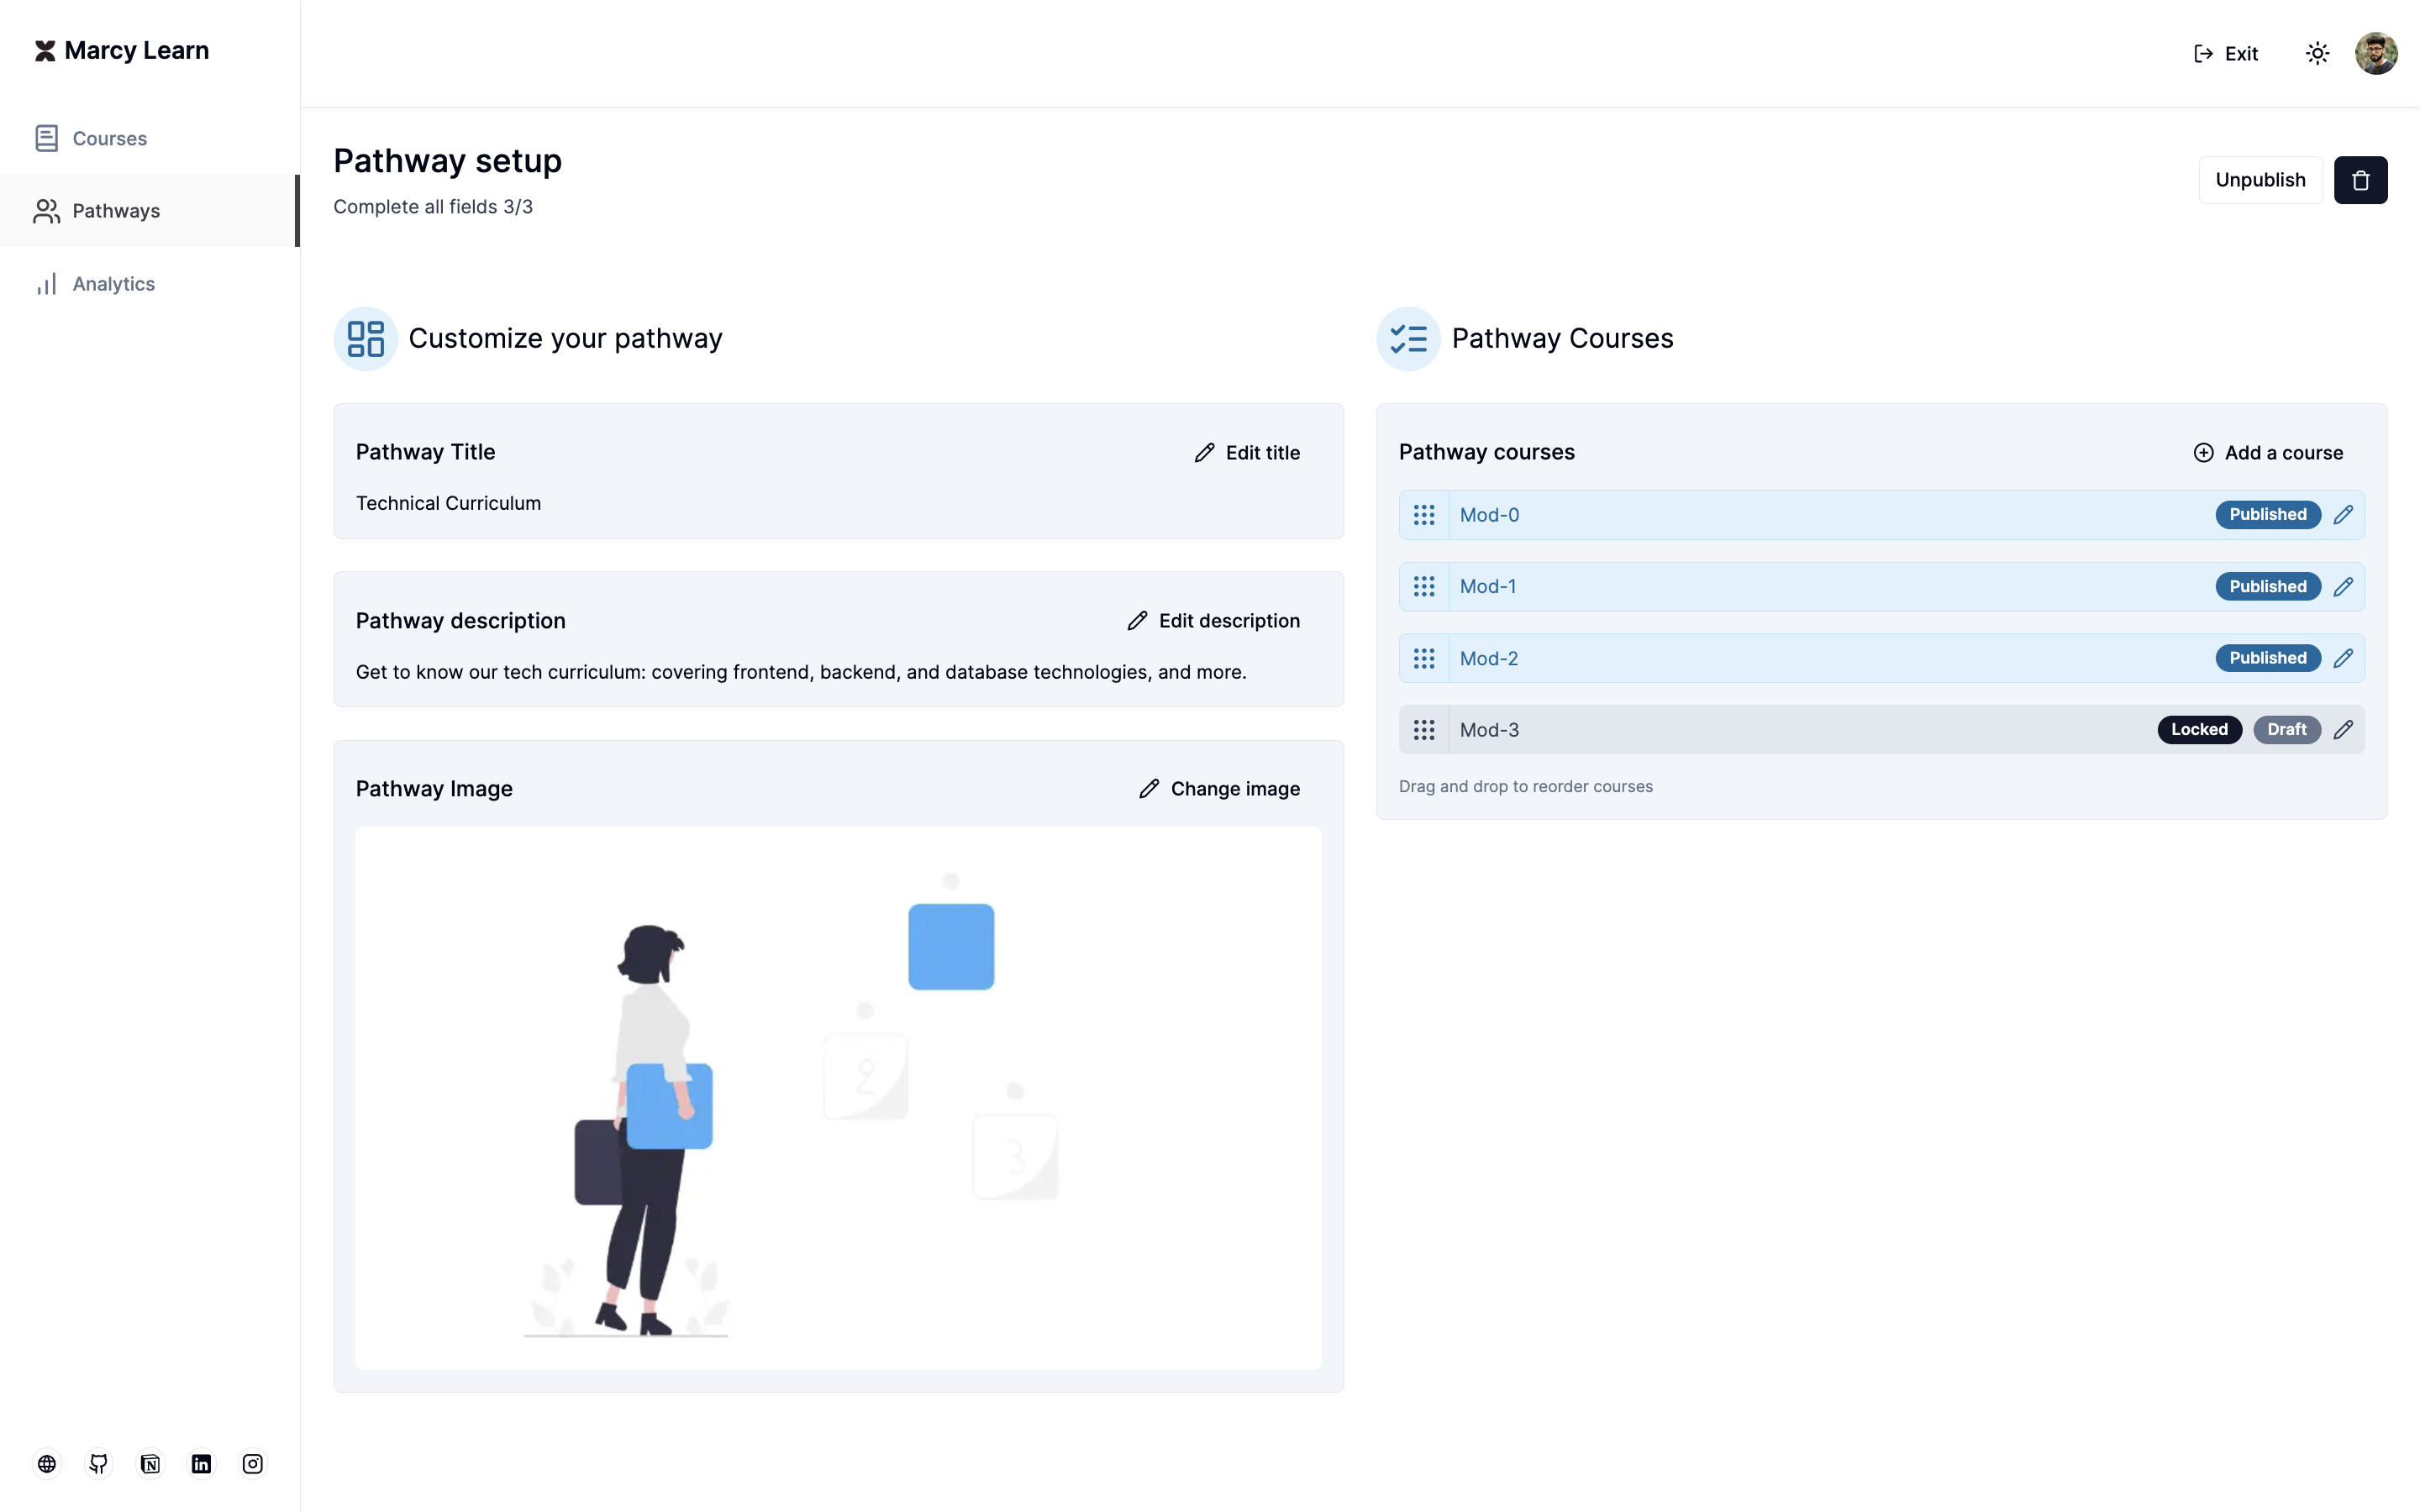 Marcy Learn
Exit
Courses
Pathways
Analytics
Pathway setup
Complete all fields 3/3
Unpublish
Customize your pathway
Pathway Title
Edit title
Technical Curriculum
Pathway description
Edit description
Get to know our tech curriculum: covering frontend, backend, and database technologies, and more.
Pathway Image
Change image
2
3
Pathway Courses
Pathway courses
Add a course
Mod-0 Published
Mod-1 Published
Mod-2 Published
Mod-3 Locked Draft
Drag and drop to reorder courses
N
in